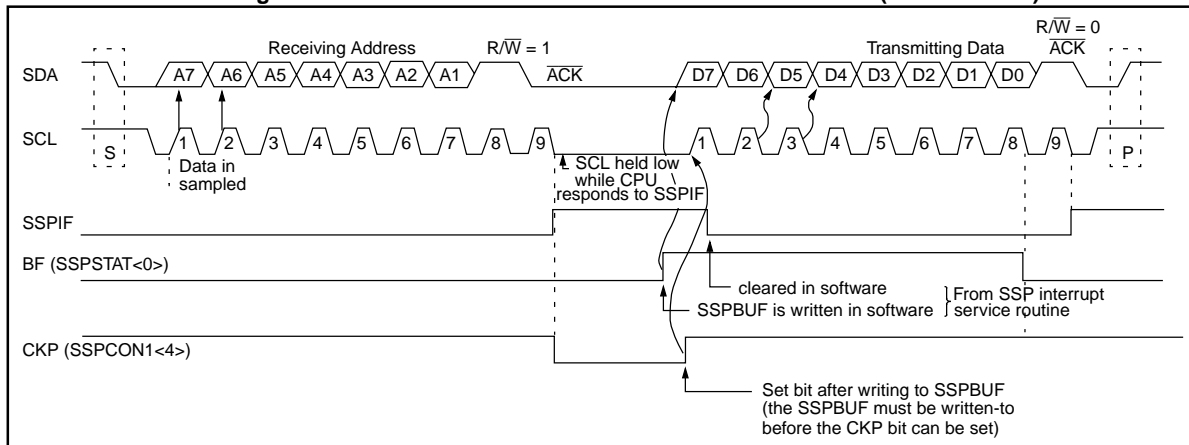 R/W = 0
Receiving Address
R/W = 1
Transmitting Data
ACK
SDA
A7
A6
A5
A4
A3
A2
A1
ACK
D7
D6
D5
D4
D3
D2
D1
D0
SCL
S
1
2
3
4
5
6
7
8
9
1
2
3
4
5
6
7
8
9
P
Data in
sampled
SCL held low
while CPU
responds to SSPIF
SSPIF
BF (SSPSTAT<0>)
cleared in software
SSPBUF is written in software
From SSP interrupt
service routine
CKP (SSPCON1<4>)
Set bit after writing to SSPBUF
(the SSPBUF must be written-to
before the CKP bit can be set)